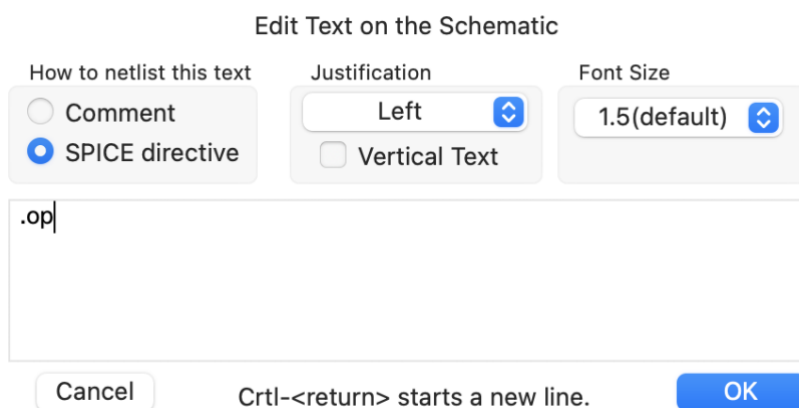 Edit Text on the Schematic
How to netlist this text
Justification
Font Size
Comment
Left
1.5(default)
SPICE directive
Vertical Text
.op
Cancel
Crtl-<return> starts a new line.
OK